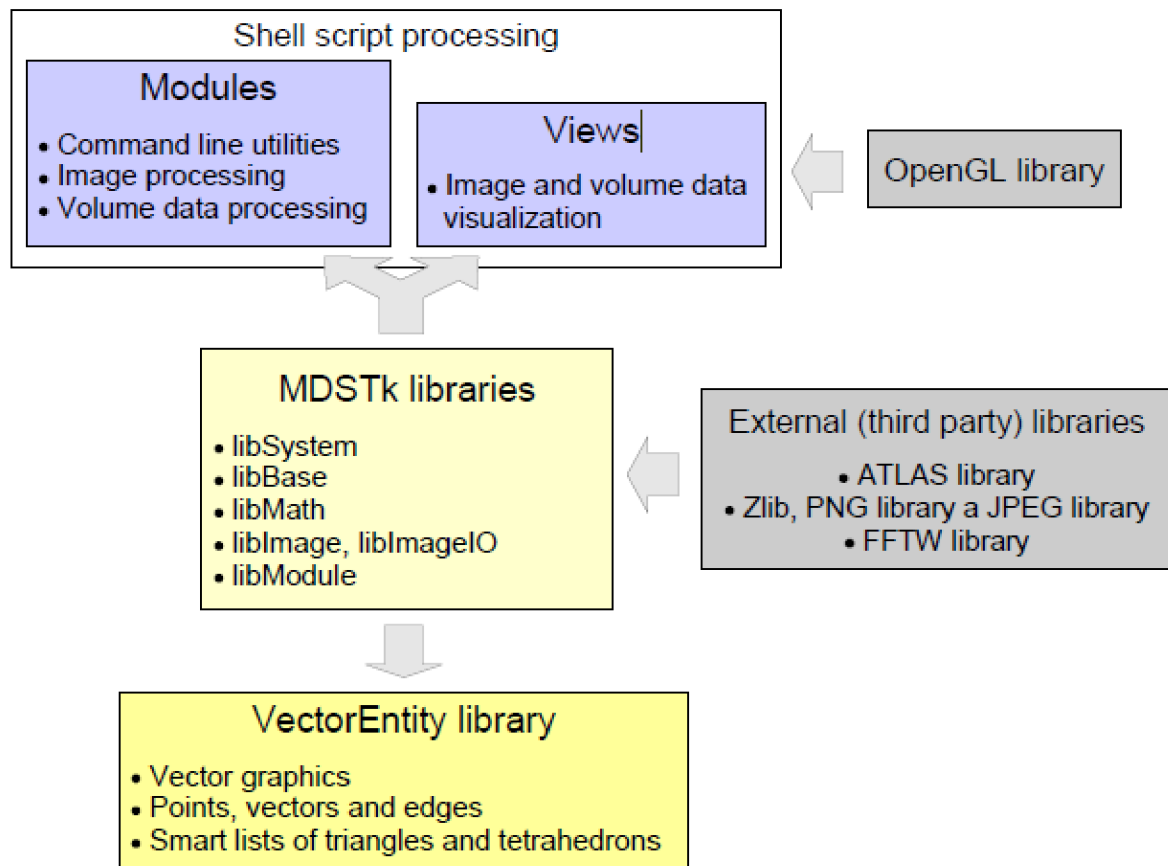 Shell script processing
Modules
• Command line utilities
• Image processing
• Volume data processing
Views
• Image and volume data
visualization
OpenGL library
MDSTk libraries
• libSystem
• libBase
• libMath
• libImage, libImageIO
• libModule
External (third party) libraries
• ATLAS library
• Zlib, PNG library a JPEG library
• FFTW library
VectorEntity library
• Vector graphics
• Points, vectors and edges
• Smart lists of triangles and tetrahedrons